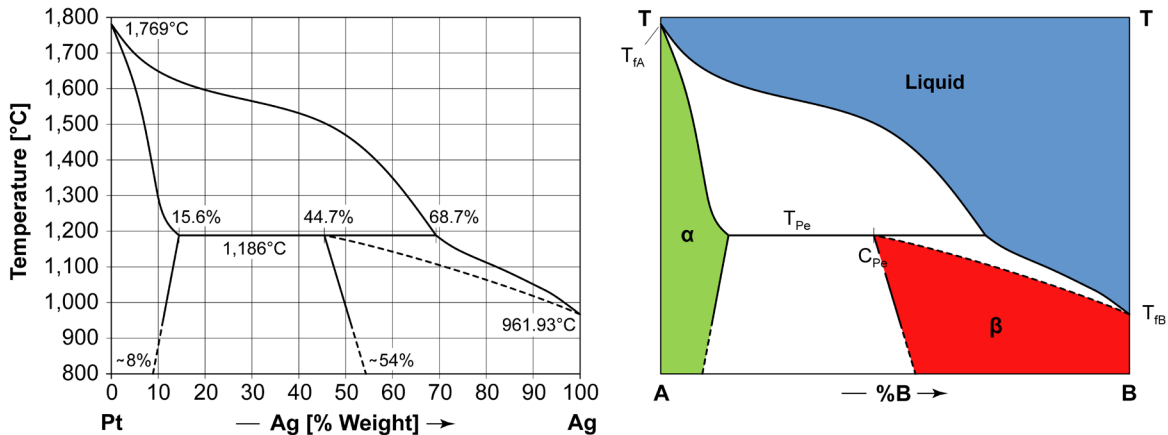 Temperature [°C]
1,800
1,700
1,600
1,500
1,400
1,300
1,200
1,100
1,000
900
800
1,769°C
15.6%
44.7%
68.7%
1,186°C
961.93°C
~8%
~54%
0 10 20 30 40 50 60 70 80 90 100
Pt — Ag [% Weight] → Ag
T T
TfA
Liquid
TPe
α
CPe
β
TfB
A — %B → B